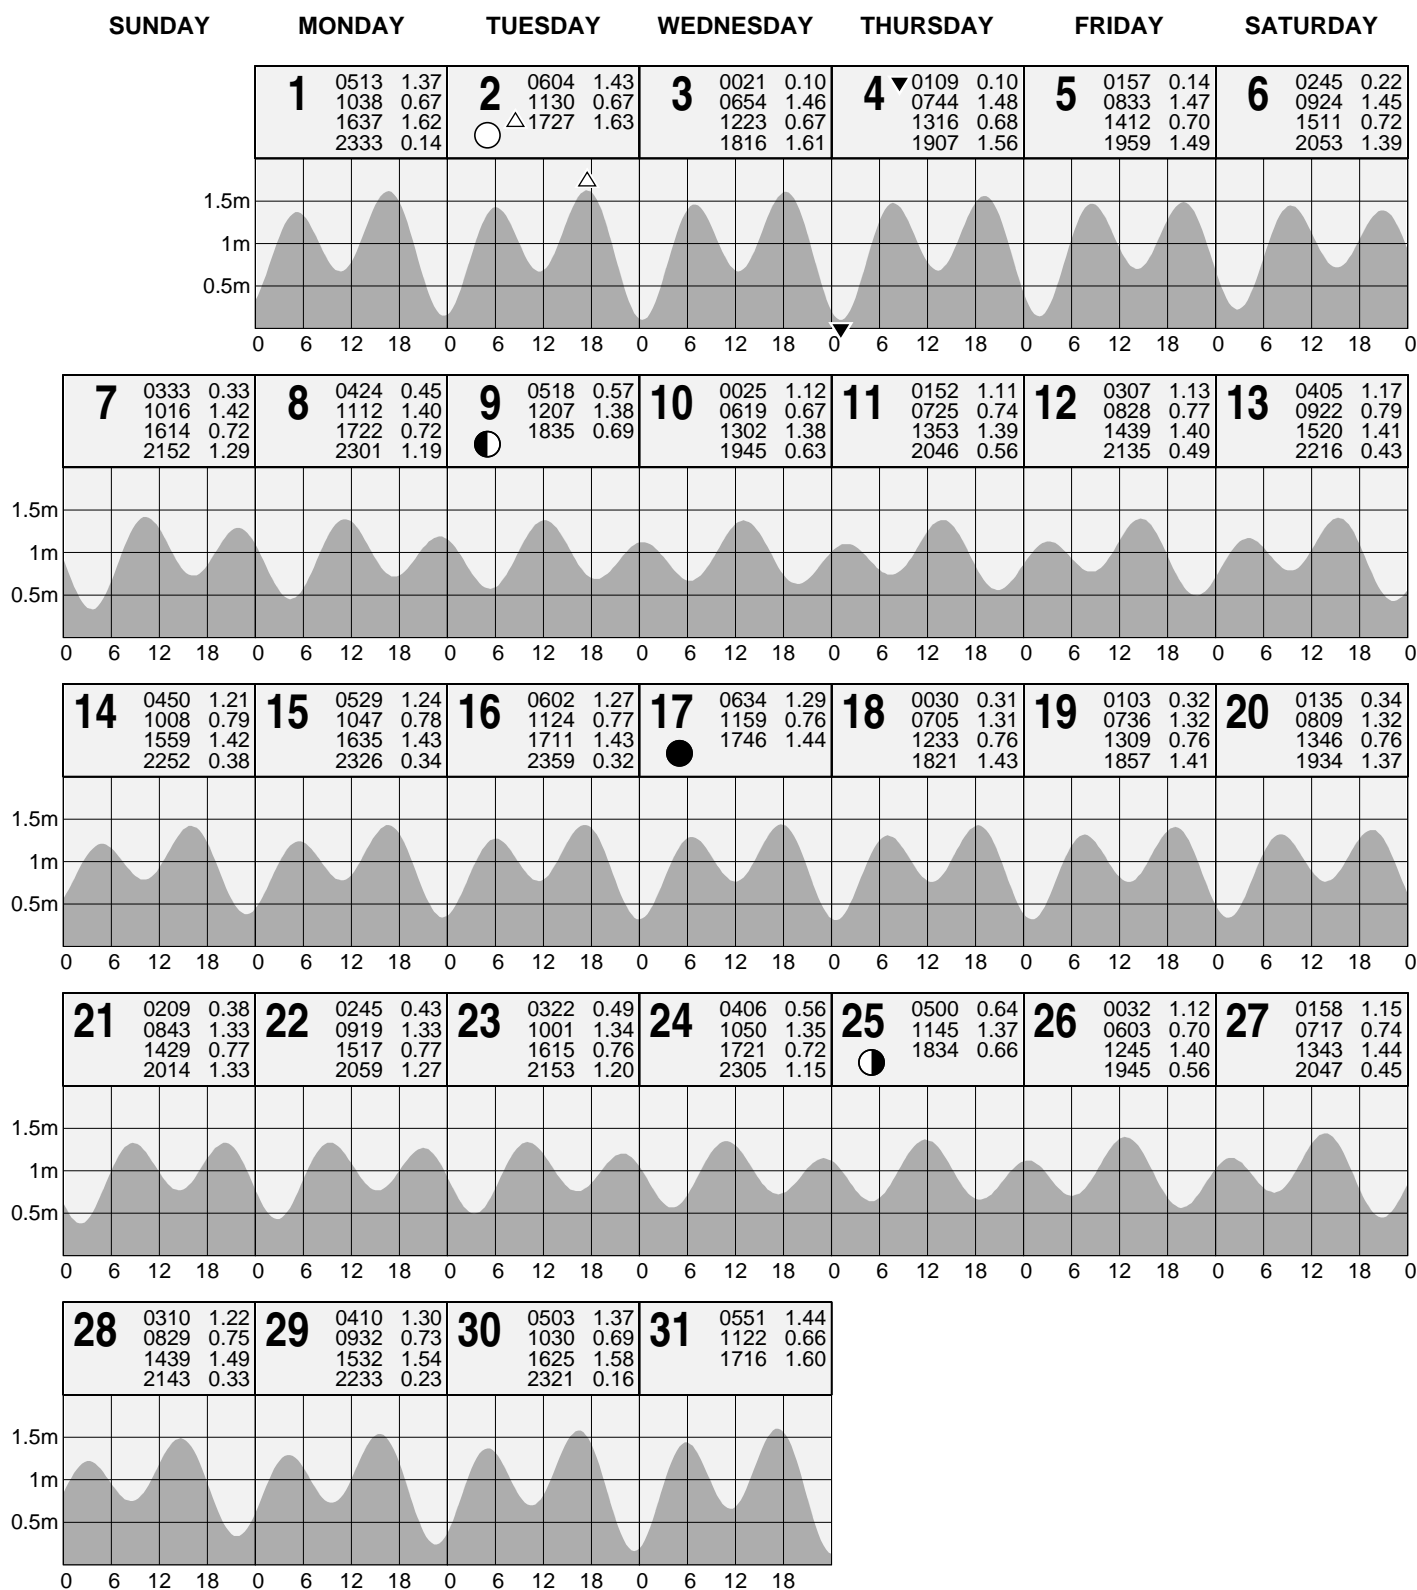 SUNDAY MONDAY TUESDAY WEDNESDAY THURSDAY FRIDAY SATURDAY
1 0513 1.37
1038 0.67
1637 1.62
2333 0.14
2 0604 1.43
1130 0.67
1727 1.63
3 0021 0.10
0654 1.46
1223 0.67
1816 1.61
4 0109 0.10
0744 1.48
1316 0.68
1907 1.56
5 0157 0.14
0833 1.47
1412 0.70
1959 1.49
6 0245 0.22
0924 1.45
1511 0.72
2053 1.39
1.5m
1m
0.5m
0 6 12 18 0 6 12 18 0 6 12 18 0 6 12 18 0 6 12 18 0 6 12 18 0
7 0333 0.33
1016 1.42
1614 0.72
2152 1.29
8 0424 0.45
1112 1.40
1722 0.72
2301 1.19
9 0518 0.57
1207 1.38
1835 0.69
10 0025 1.12
0619 0.67
1302 1.38
1945 0.63
11 0152 1.11
0725 0.74
1353 1.39
2046 0.56
12 0307 1.13
0828 0.77
1439 1.40
2135 0.49
13 0405 1.17
0922 0.79
1520 1.41
2216 0.43
1.5m
1m
0.5m
0 6 12 18 0 6 12 18 0 6 12 18 0 6 12 18 0 6 12 18 0 6 12 18 0 6 12 18 0
14 0450 1.21
1008 0.79
1559 1.42
2252 0.38
15 0529 1.24
1047 0.78
1635 1.43
2326 0.34
16 0602 1.27
1124 0.77
1711 1.43
2359 0.32
17 0634 1.29
1159 0.76
1746 1.44
18 0030 0.31
0705 1.31
1233 0.76
1821 1.43
19 0103 0.32
0736 1.32
1309 0.76
1857 1.41
20 0135 0.34
0809 1.32
1346 0.76
1934 1.37
1.5m
1m
0.5m
0 6 12 18 0 6 12 18 0 6 12 18 0 6 12 18 0 6 12 18 0 6 12 18 0 6 12 18 0
21 0209 0.38
0843 1.33
1429 0.77
2014 1.33
22 0245 0.43
0919 1.33
1517 0.77
2059 1.27
23 0322 0.49
1001 1.34
1615 0.76
2153 1.20
24 0406 0.56
1050 1.35
1721 0.72
2305 1.15
25 0500 0.64
1145 1.37
1834 0.66
26 0032 1.12
0603 0.70
1245 1.40
1945 0.56
27 0158 1.15
0717 0.74
1343 1.44
2047 0.45
1.5m
1m
0.5m
0 6 12 18 0 6 12 18 0 6 12 18 0 6 12 18 0 6 12 18 0 6 12 18 0 6 12 18 0
28 0310 1.22
0829 0.75
1439 1.49
2143 0.33
29 0410 1.30
0932 0.73
1532 1.54
2233 0.23
30 0503 1.37
1030 0.69
1625 1.58
2321 0.16
31 0551 1.44
1122 0.66
1716 1.60
1.5m
1m
0.5m
0 6 12 18 0 6 12 18 0 6 12 18 0 6 12 18